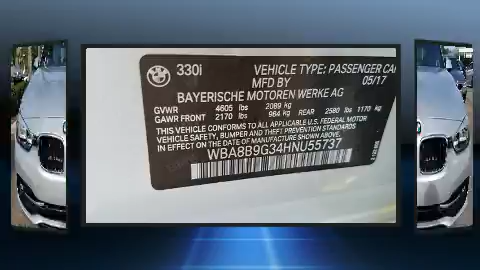 330i VEHICLE TYPE: PASSENGER CA
MFD BY 05/17
BAYERISCHE MOTOREN WERKE AG
GVWR 4605 lbs 2089 kg
GAWR FRONT 2170 lbs 984 kg REAR 2580 lbs 1170 kg
THIS VEHICLE CONFORMS TO ALL APPLICABLE U.S. FEDERAL MOTOR
VEHICLE SAFETY, BUMPER AND THEFT PREVENTION STANDARDS
IN EFFECT ON THE DATE OF MANUFACTURE SHOWN ABOVE.
WBA8B9G34HNU55737